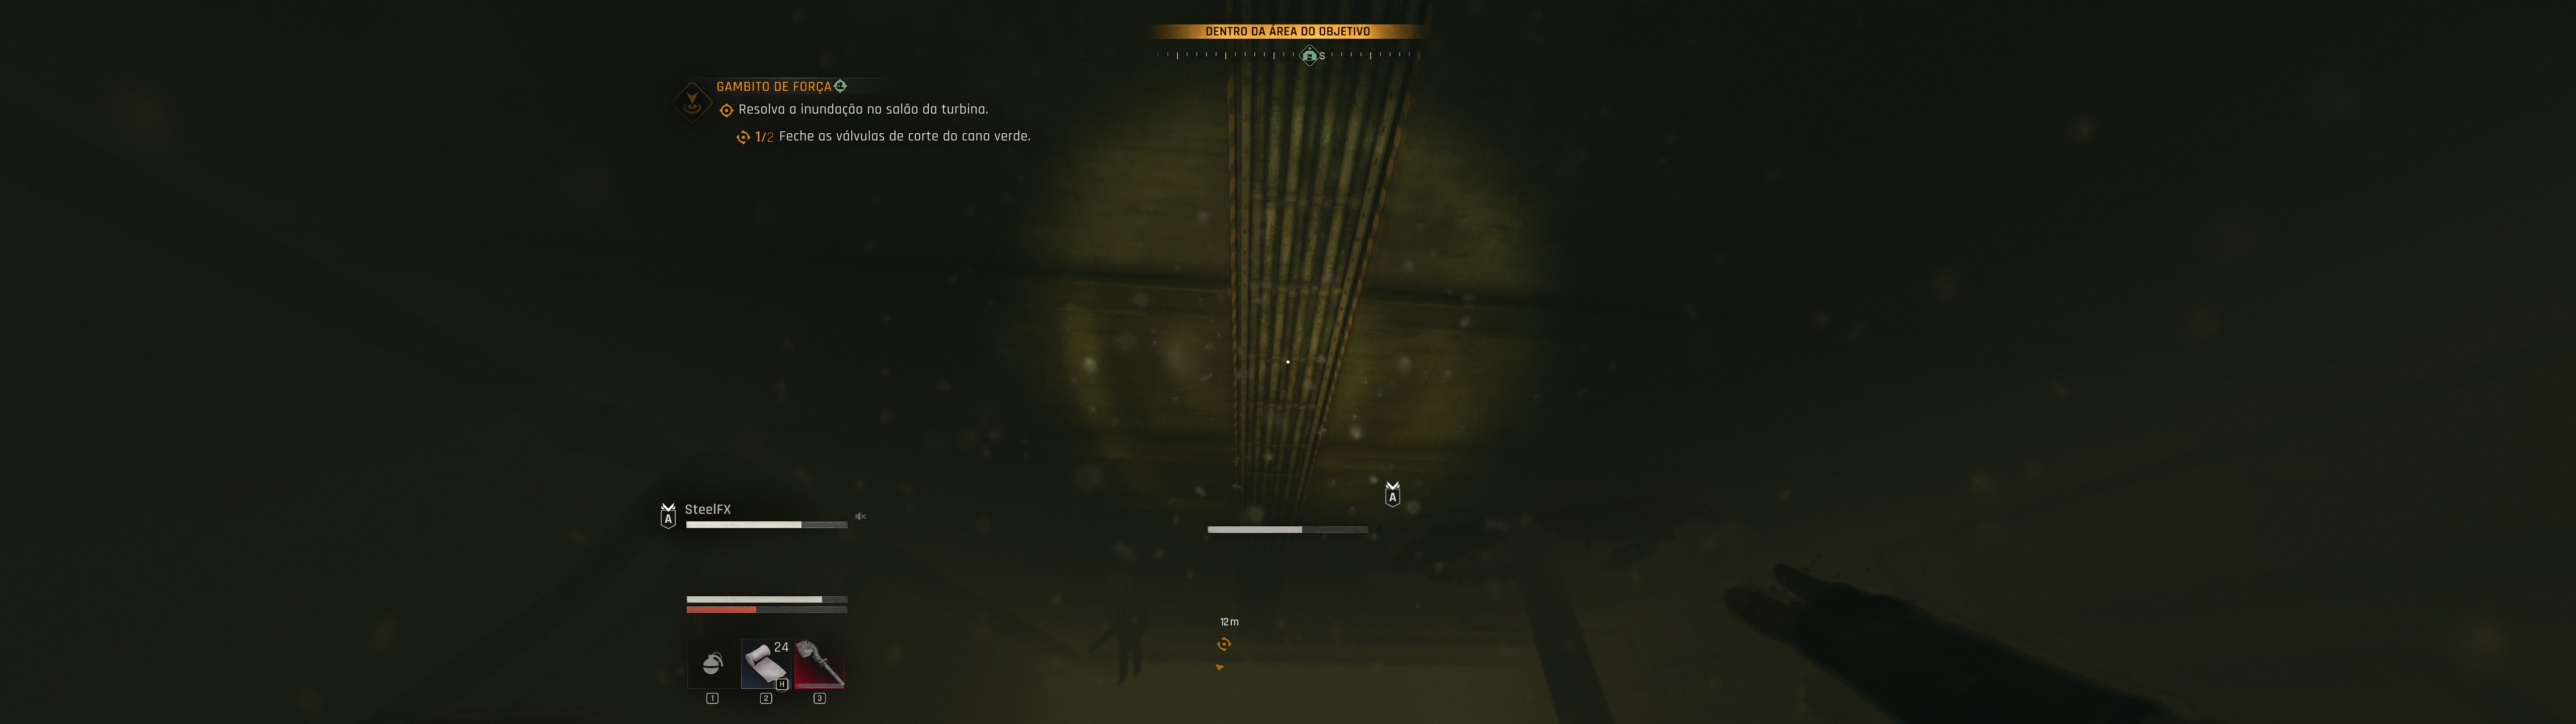 DENTRO DA ÁREA DO OBJETIVO
S
GAMBITO DE FORÇA
Resolva a inundação no salão da turbina.
1/2 Feche as válvulas de corte do cano verde.
A
SteelFX
A
12m
24
H
1
2
3